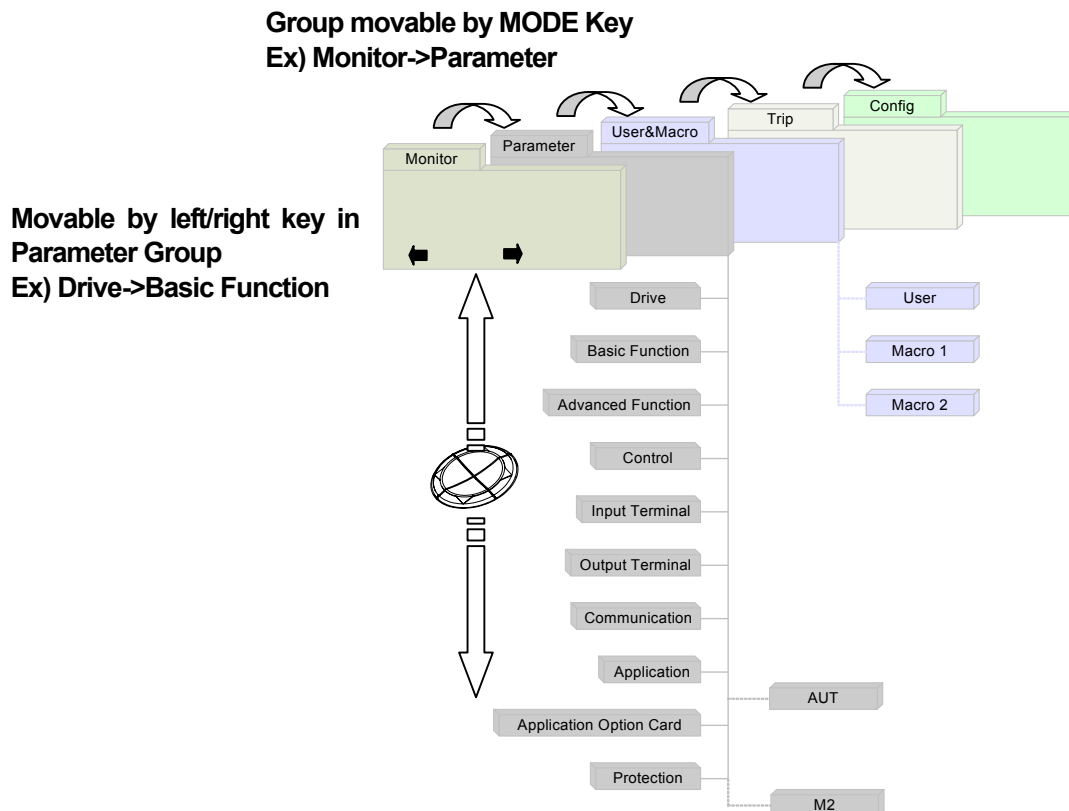 Group movable by MODE Key
Ex) Monitor->Parameter
Config
Trip
User&Macro
Parameter
Monitor
Movable by left/right key in
Parameter Group
Ex) Drive->Basic Function
Drive
User
Basic Function
Macro 1
Advanced Function
Macro 2
Control
Input Terminal
Output Terminal
Communication
Application
AUT
Application Option Card
Protection
M2